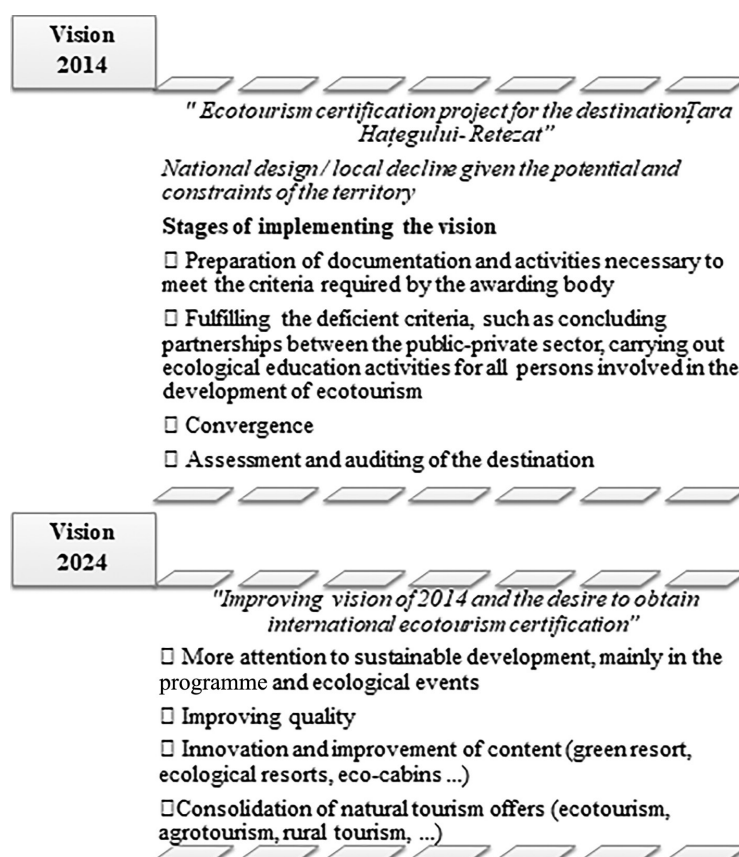 Vision
2014
" Ecotourism certification project for the destinationŢara
Haţegului- Retezat”
National design / local decline given the potential and
constraints of the territory
Stages of implementing the vision
□ Preparation of documentation and activities necessary to
meet the criteria required by the awarding body
□ Fulfilling the deficient criteria, such as concluding
partnerships between the public-private sector, carrying out
ecological education activities for all persons involved in the
development of ecotourism
□ Convergence
□ Assessment and auditing of the destination
Vision
2024
"Improving vision of 2014 and the desire to obtain
international ecotourism certification”
□ More attention to sustainable development, mainly in the
programme and ecological events
□ Improving quality
□ Innovation and improvement of content (green resort,
ecological resorts, eco-cabins ...)
□Consolidation of natural tourism offers (ecotourism,
agrotourism, rural tourism, ...)